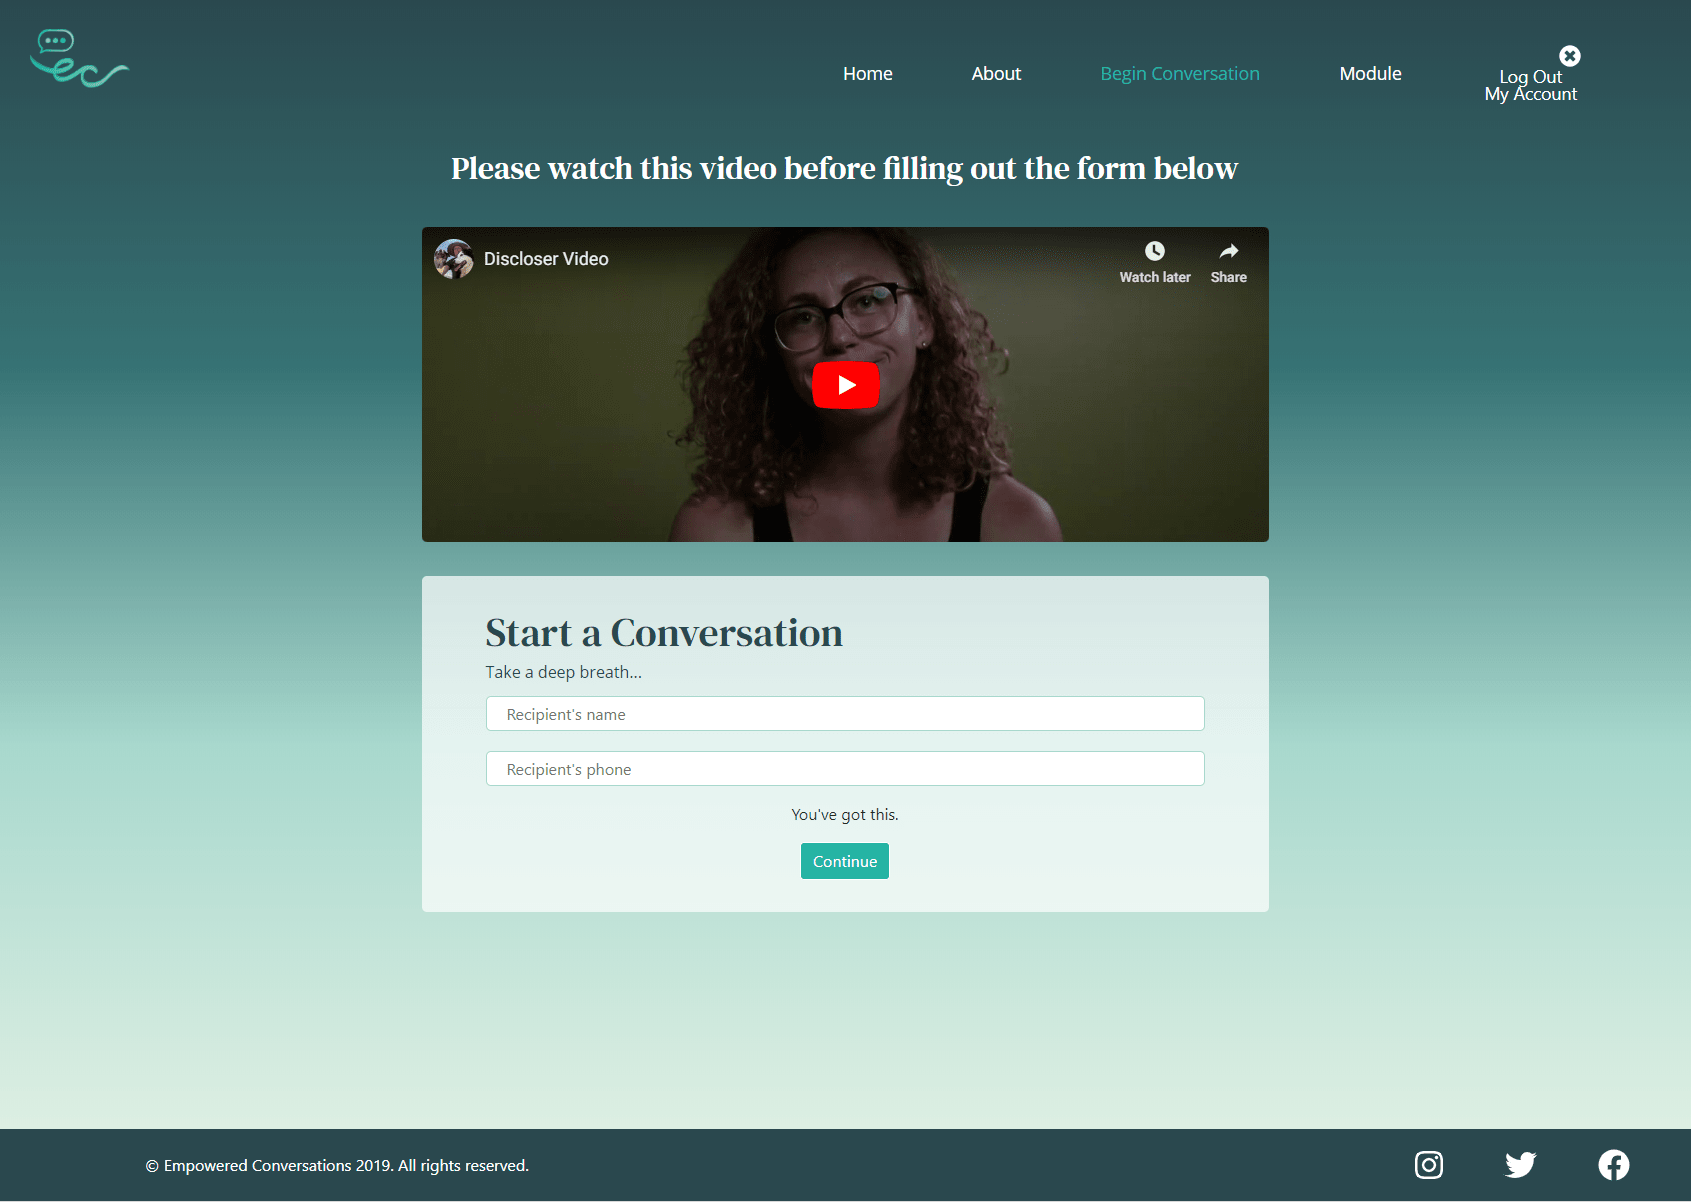 ec
Home
About
Begin Conversation
Module
Log Out
My Account
Please watch this video before filling out the form below
Discloser Video
Watch later
Share
Start a Conversation
Take a deep breath...
Recipient's name
Recipient's phone
You've got this.
Continue
© Empowered Conversations 2019. All rights reserved.